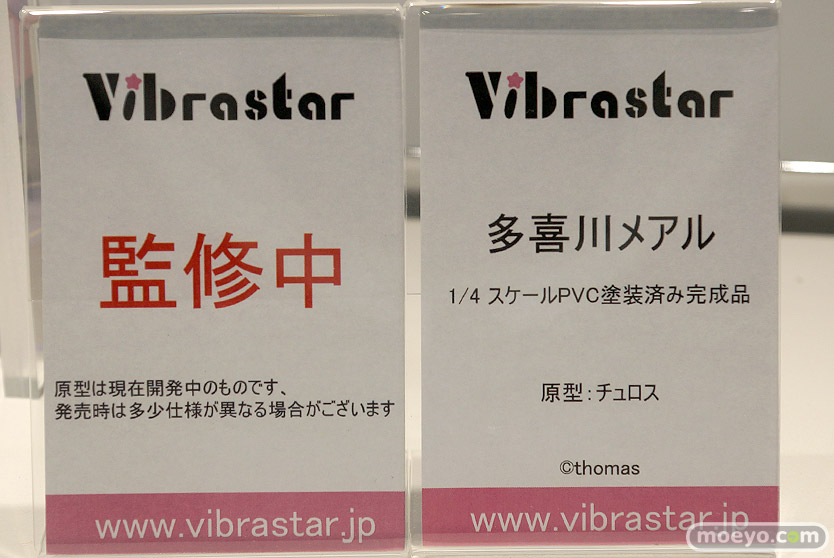 Vibrastar
監修中
原型は現在開発中のものです、
発売時は多少仕様が異なる場合がございます
www.vibrastar.jp
Vibrastar
多喜川メアル
1/4 スケールPVC塗装済み完成品
原型:チュロス
©thomas
www.vibrastar.jp
moeyo.com